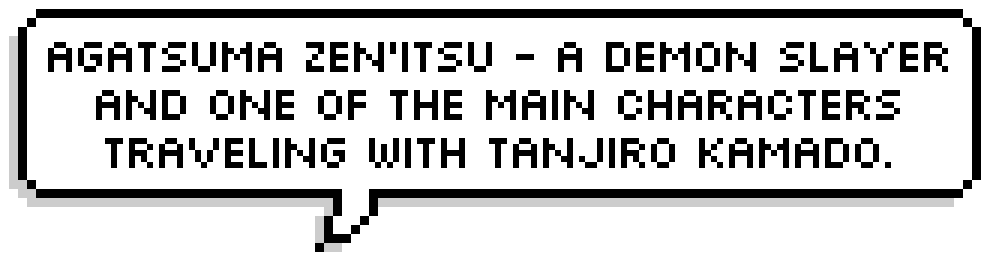 AGATSUMA ZEN'ITSU - A DEMON SLAYER
AND ONE OF THE MAIN CHARACTERS
TRAVELING WITH TANJIRO KAMADO.